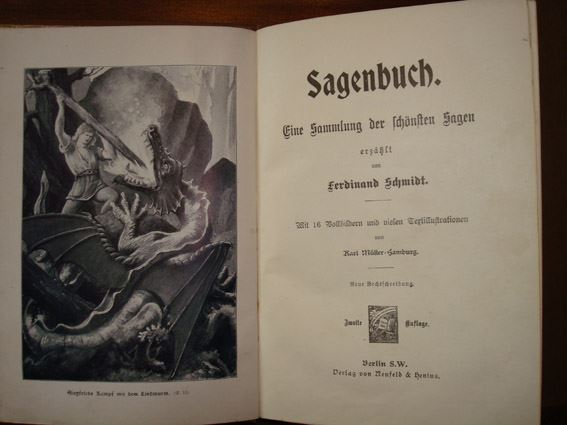 Siegfrieds Kampf mit dem Lindwurm.
Sagenbuch.
Eine Sammlung der schönsten Sagen
erzählt
von
Ferdinand Schmidt.
Mit 16 Vollbildern und vielen Textillustrationen
von
Karl Müller-Hamburg.
Neue Rechtschreibung.
Zweite Auflage.
Berlin S.W.
Verlag von Neufeld & Henius.